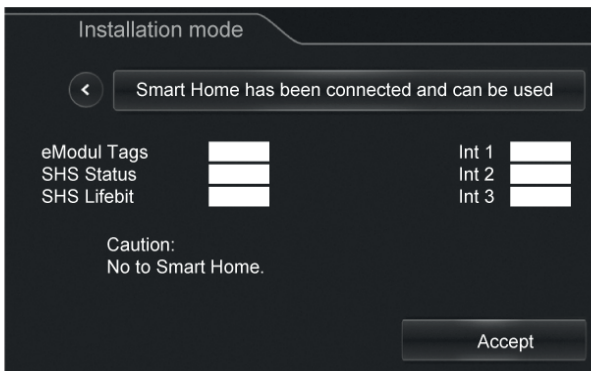 Installation mode
Smart Home has been connected and can be used
eModul Tags
Int 1
SHS Status
Int 2
SHS Lifebit
Int 3
Caution:
No to Smart Home.
Accept